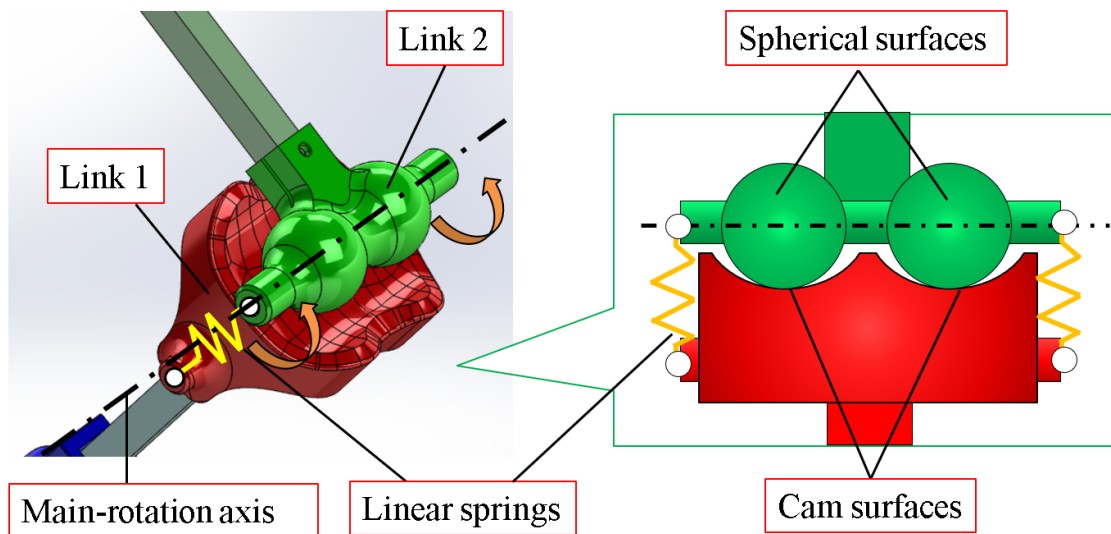 Link 2
Spherical surfaces
Link 1
Main-rotation axis
Linear springs
Cam surfaces